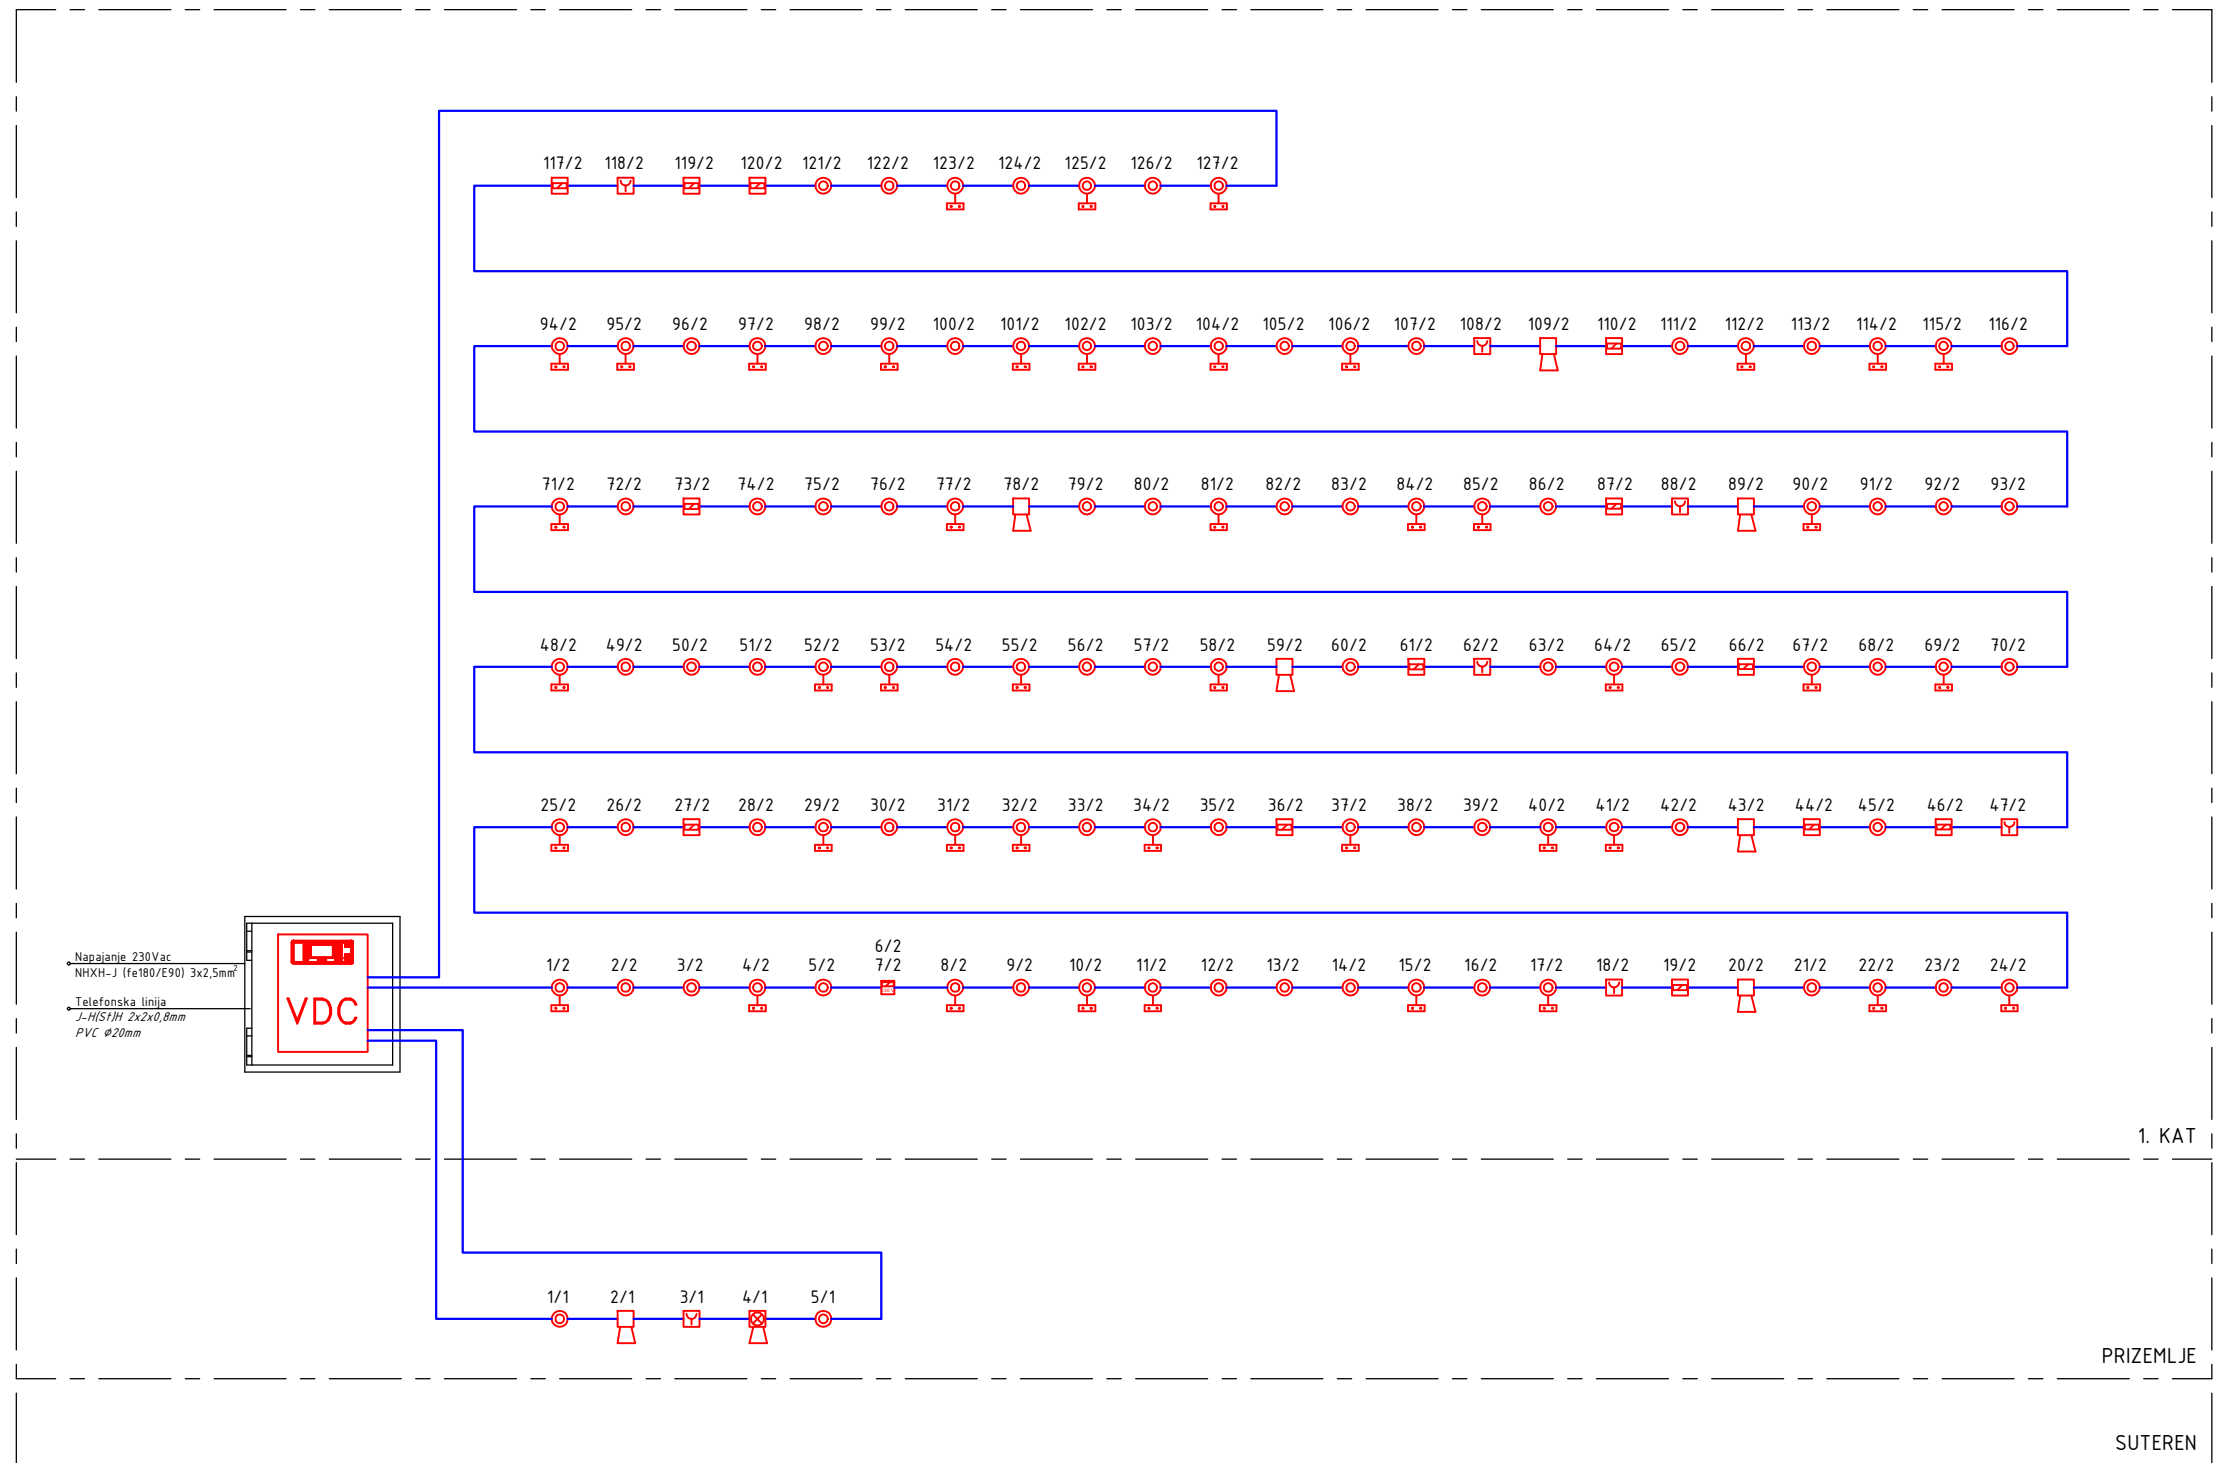 117/2 118/2 119/2 120/2 121/2 122/2 123/2 124/2 125/2 126/2 127/2
94/2 95/2 96/2 97/2 98/2 99/2 100/2 101/2 102/2 103/2 104/2 105/2 106/2 107/2 108/2 109/2 110/2 111/2 112/2 113/2 114/2 115/2 116/2
71/2 72/2 73/2 74/2 75/2 76/2 77/2 78/2 79/2 80/2 81/2 82/2 83/2 84/2 85/2 86/2 87/2 88/2 89/2 90/2 91/2 92/2 93/2
48/2 49/2 50/2 51/2 52/2 53/2 54/2 55/2 56/2 57/2 58/2 59/2 60/2 61/2 62/2 63/2 64/2 65/2 66/2 67/2 68/2 69/2 70/2
25/2 26/2 27/2 28/2 29/2 30/2 31/2 32/2 33/2 34/2 35/2 36/2 37/2 38/2 39/2 40/2 41/2 42/2 43/2 44/2 45/2 46/2 47/2
6/2
1/2 2/2 3/2 4/2 5/2 7/2 8/2 9/2 10/2 11/2 12/2 13/2 14/2 15/2 16/2 17/2 18/2 19/2 20/2 21/2 22/2 23/2 24/2
Napajanje 230Vac
NHXH-J (fe180/E90) 3x2,5mm²
Telefonska linija
J-H(St)H 2x2x0,8mm
PVC Ø20mm
VDC
1. KAT
1/1 2/1 3/1 4/1 5/1
PRIZEMLJE
SUTEREN